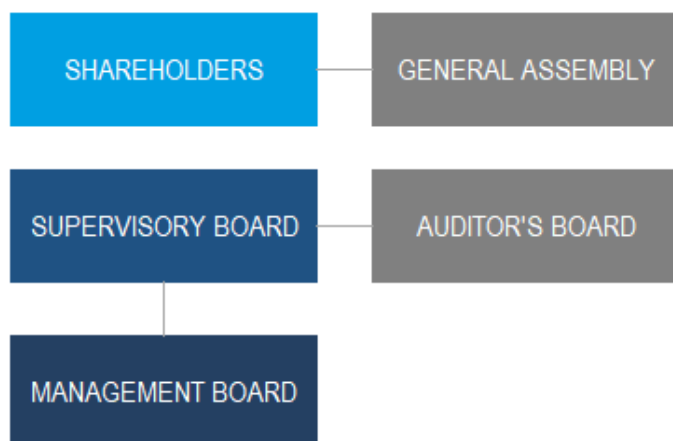 SHAREHOLDERS
GENERAL ASSEMBLY
SUPERVISORY BOARD
AUDITOR'S BOARD
MANAGEMENT BOARD